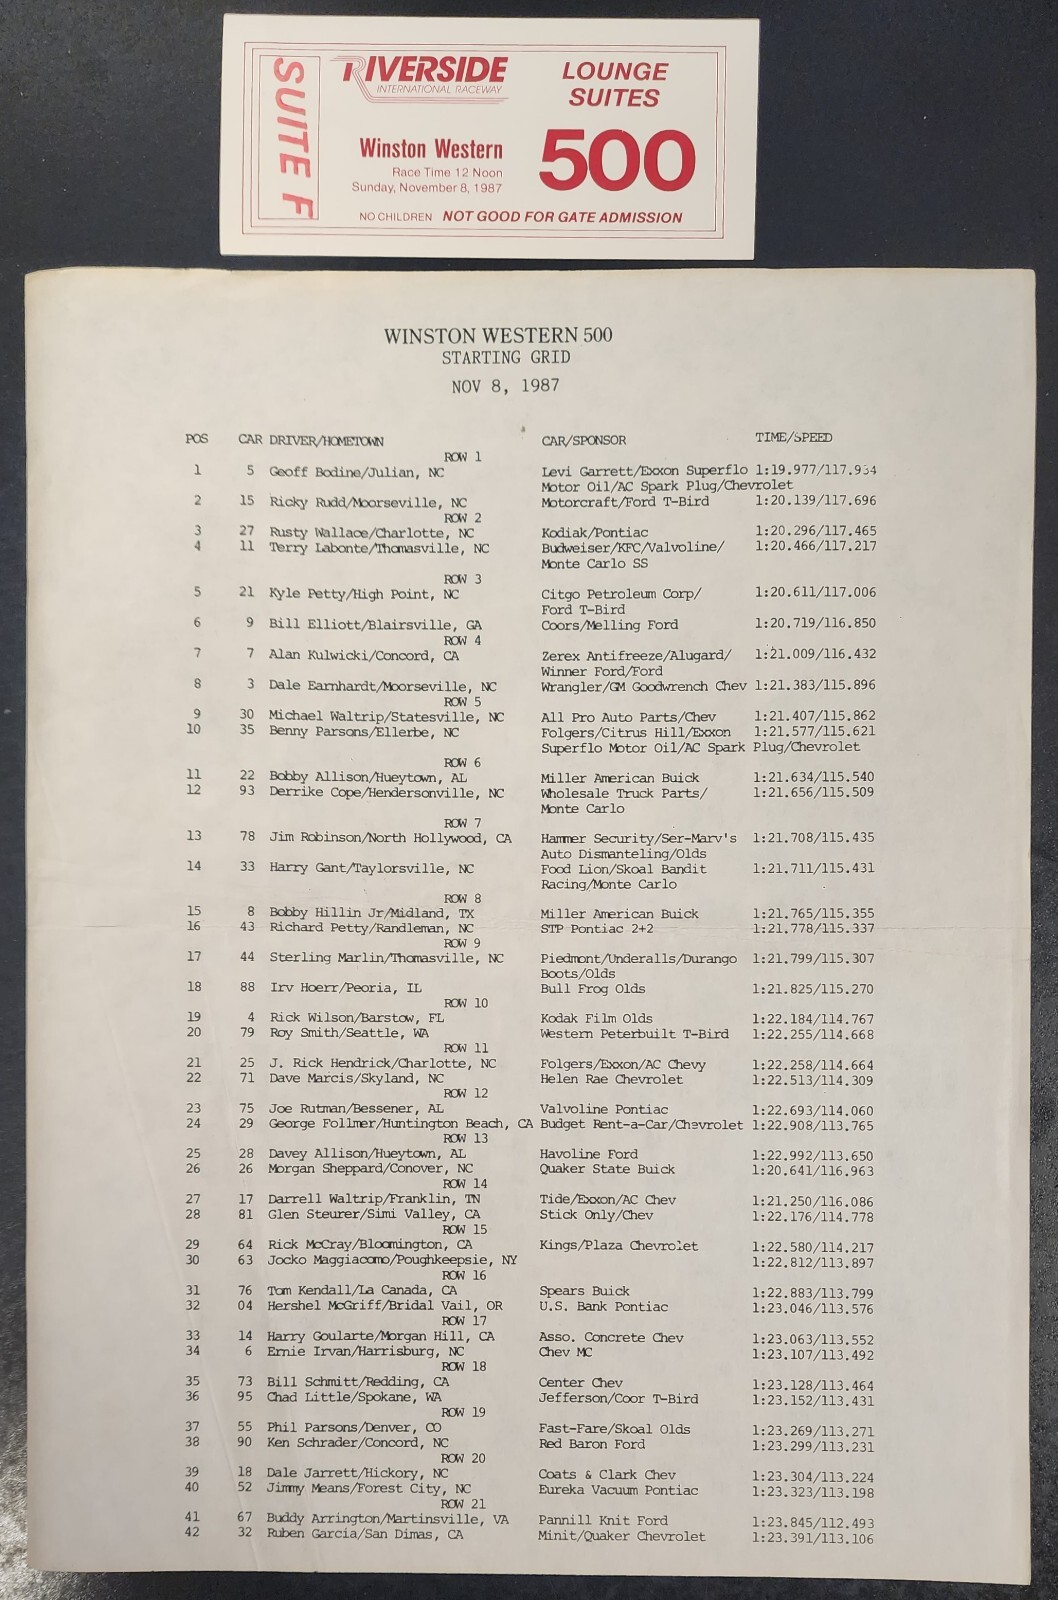 SUITE F
RIVERSIDE
INTERNATIONAL RACEWAY
LOUNGE
SUITES
Winston Western
500
Race Time 12 Noon
Sunday, November 8, 1987
NO CHILDREN NOT GOOD FOR GATE ADMISSION
WINSTON WESTERN 500
STARTING GRID
NOV 8, 1987
POS CAR DRIVER/HOMETOWN CAR/SPONSOR TIME/SPEED
ROW 1
1 5 Geoff Bodine/Julian, NC Levi Garrett/Exxon Superflo 1:19.977/117.934
Motor Oil/AC Spark Plug/Chevrolet
2 15 Ricky Rudd/Moorseville, NC Motorcraft/Ford T-Bird 1:20.139/117.696
ROW 2
3 27 Rusty Wallace/Charlotte, NC Kodiak/Pontiac 1:20.296/117.465
4 11 Terry Labonte/Thomasville, NC Budweiser/KFC/Valvoline/ 1:20.466/117.217
Monte Carlo SS
ROW 3
5 21 Kyle Petty/High Point, NC Citgo Petroleum Corp/ 1:20.611/117.006
Ford T-Bird
6 9 Bill Elliott/Blairsville, GA Coors/Melling Ford 1:20.719/116.850
ROW 4
7 7 Alan Kulwicki/Concord, CA Zerex Antifreeze/Alugard/ 1:21.009/116.432
Winner Ford/Ford
8 3 Dale Earnhardt/Moorseville, NC Wrangler/GM Goodwrench Chev 1:21.383/115.896
ROW 5
9 30 Michael Waltrip/Statesville, NC All Pro Auto Parts/Chev 1:21.407/115.862
10 35 Benny Parsons/Ellerbe, NC Folgers/Citrus Hill/Exxon 1:21.577/115.621
Superflo Motor Oil/AC Spark Plug/Chevrolet
ROW 6
11 22 Bobby Allison/Hueytown, AL Miller American Buick 1:21.634/115.540
12 93 Derrike Cope/Hendersonville, NC Wholesale Truck Parts/ 1:21.656/115.509
Monte Carlo
ROW 7
13 78 Jim Robinson/North Hollywood, CA Hammer Security/Ser-Marv's 1:21.708/115.435
Auto Dismanteling/Olds
14 33 Harry Gant/Taylorsville, NC Food Lion/Skoal Bandit 1:21.711/115.431
Racing/Monte Carlo
ROW 8
15 8 Bobby Hillin Jr/Midland, TX Miller American Buick 1:21.765/115.355
16 43 Richard Petty/Randleman, NC STP Pontiac 2+2 1:21.778/115.337
ROW 9
17 44 Sterling Marlin/Thomasville, NC Piedmont/Underalls/Durango 1:21.799/115.307
Boots/Olds
18 88 Irv Hoerr/Peoria, IL Bull Frog Olds 1:21.825/115.270
ROW 10
19 4 Rick Wilson/Barstow, FL Kodak Film Olds 1:22.184/114.767
20 79 Roy Smith/Seattle, WA Western Peterbuilt T-Bird 1:22.255/114.668
ROW 11
21 25 J. Rick Hendrick/Charlotte, NC Folgers/Exxon/AC Chevy 1:22.258/114.664
22 71 Dave Marcis/Skyland, NC Helen Rae Chevrolet 1:22.513/114.309
ROW 12
23 75 Joe Rutman/Bessener, AL Valvoline Pontiac 1:22.693/114.060
24 29 George Follmer/Huntington Beach, CA Budget Rent-a-Car/Chevrolet 1:22.908/113.765
ROW 13
25 28 Davey Allison/Hueytown, AL Havoline Ford 1:22.992/113.650
26 26 Morgan Sheppard/Conover, NC Quaker State Buick 1:20.641/116.963
ROW 14
27 17 Darrell Waltrip/Franklin, TN Tide/Exxon/AC Chev 1:21.250/116.086
28 81 Glen Steurer/Simi Valley, CA Stick Only/Chev 1:22.176/114.778
ROW 15
29 64 Rick McCray/Bloomington, CA Kings/Plaza Chevrolet 1:22.580/114.217
30 63 Jocko Maggiacomo/Poughkeepsie, NY 1:22.812/113.897
ROW 16
31 76 Tom Kendall/La Canada, CA Spears Buick 1:22.883/113.799
32 04 Hershel McGriff/Bridal Vail, OR U.S. Bank Pontiac 1:23.046/113.576
ROW 17
33 14 Harry Goularte/Morgan Hill, CA Asso. Concrete Chev 1:23.063/113.552
34 6 Ernie Irvan/Harrisburg, NC Chev MC 1:23.107/113.492
ROW 18
35 73 Bill Schmitt/Redding, CA Center Chev 1:23.128/113.464
36 95 Chad Little/Spokane, WA Jefferson/Coor T-Bird 1:23.152/113.431
ROW 19
37 55 Phil Parsons/Denver, CO Fast-Fare/Skoal Olds 1:23.269/113.271
38 90 Ken Schrader/Concord, NC Red Baron Ford 1:23.299/113.231
ROW 20
39 18 Dale Jarrett/Hickory, NC Coats & Clark Chev 1:23.304/113.224
40 52 Jimmy Means/Forest City, NC Eureka Vacuum Pontiac 1:23.323/113.198
ROW 21
41 67 Buddy Arrington/Martinsville, VA Pannill Knit Ford 1:23.845/112.493
42 32 Ruben Garcia/San Dimas, CA Minit/Quaker Chevrolet 1:23.391/113.106